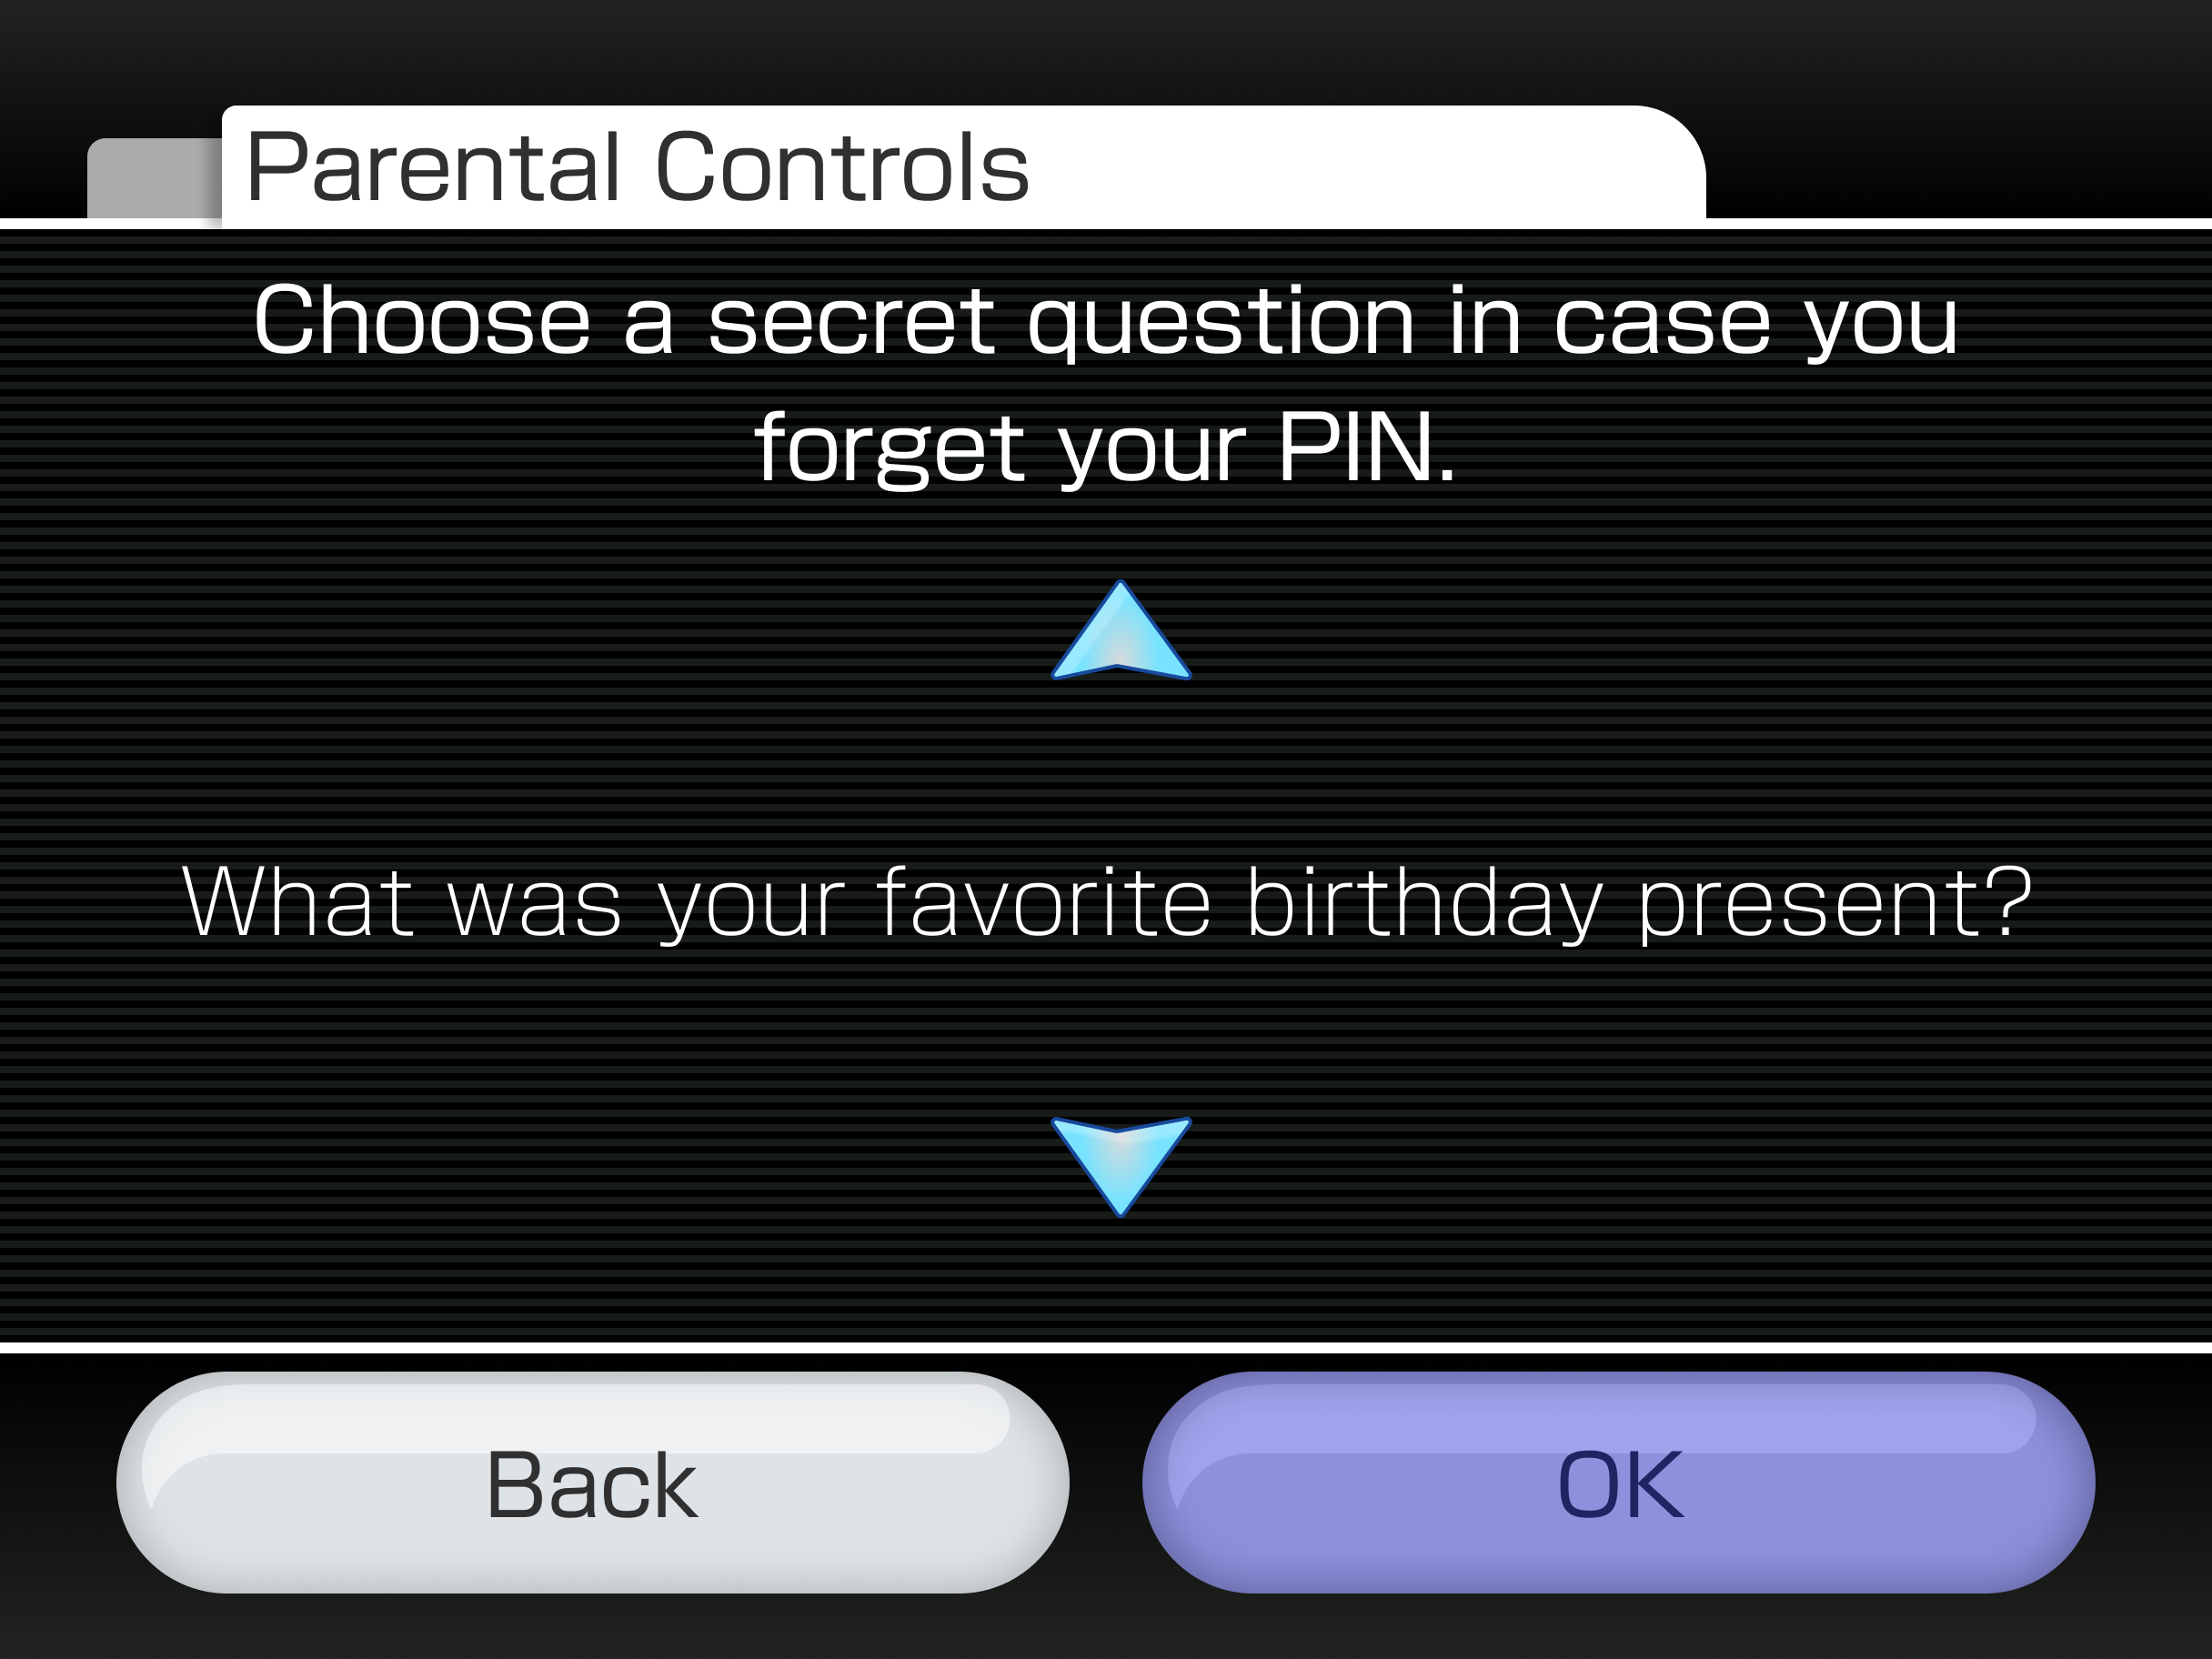 Parental Controls
Choose a secret question in case you
forget your PIN.
What was your favorite birthday present?
Back
OK